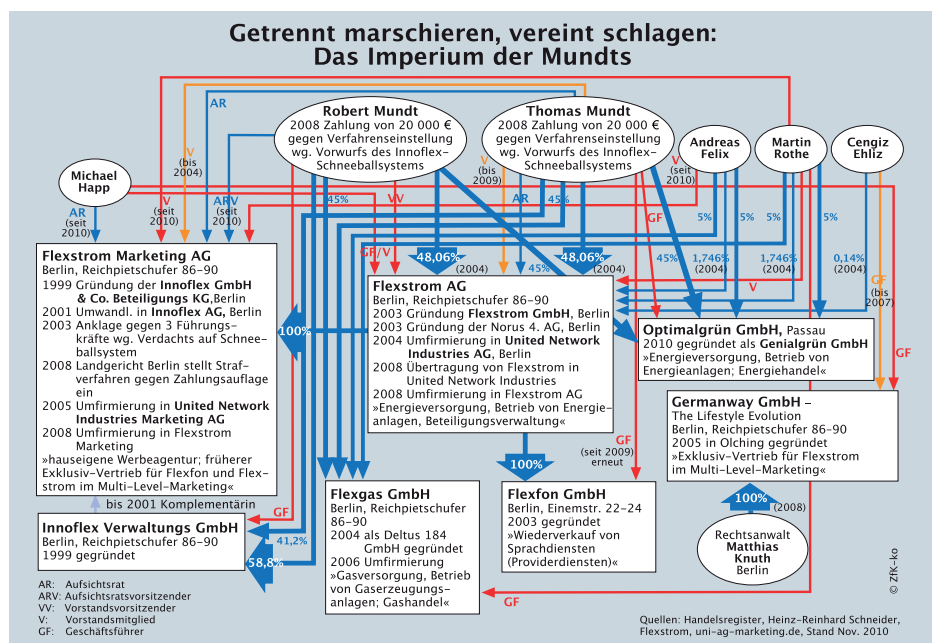 Getrennt marschieren, vereint schlagen:
Das Imperium der Mundts
AR
Robert Mundt
2008 Zahlung von 20 000 €
gegen Verfahrenseinstellung
wg. Vorwurfs des Innoflex-
Schneeballsystems
Thomas Mundt
2008 Zahlung von 20 000 €
gegen Verfahrenseinstellung
wg. Vorwurfs des Innoflex-
Schneeballsystems
Andreas
Felix
Martin
Rothe
Cengiz
Ehliz
Michael
Happ
V
(bis
2004)
V
(bis
2009)
V
(seit
2010)
AR
(seit
2010)
V
(seit
2010)
ARV
(seit
2010)
45%
VV
AR
45%
GF
5%
5%
5%
5%
GF/V
48,06%
(2004)
45%
48,06%
(2004)
45%
1,746%
(2004)
1,746%
(2004)
0,14%
(2004)
V
GF
(bis
2007)
Flexstrom Marketing AG
Berlin, Reichpietschufer 86–90
1999 Gründung der Innoflex GmbH
& Co. Beteiligungs KG,Berlin
2001 Umwandl. in Innoflex AG, Berlin
2003 Anklage gegen 3 Führungs-
kräfte wg. Verdachts auf Schnee-
ballsystem
2008 Landgericht Berlin stellt Straf-
verfahren gegen Zahlungsauflage
ein
2005 Umfirmierung in United Network
Industries Marketing AG
2008 Umfirmierung in Flexstrom
Marketing
»hauseigene Werbeagentur; früherer
Exklusiv-Vertrieb für Flexfon und Flex-
strom im Multi-Level-Marketing«
100%
Flexstrom AG
Berlin, Reichpietschufer 86–90
2003 Gründung Flexstrom GmbH, Berlin
2003 Gründung der Norus 4. AG, Berlin
2004 Umfirmierung in United Network
Industries AG, Berlin
2008 Übertragung von Flexstrom in
United Network Industries
2008 Umfirmierung in Flexstrom AG
»Energieversorgung, Betrieb von Energie-
anlagen, Beteiligungsverwaltung«
Optimalgrün GmbH, Passau
2010 gegründet als Genialgrün GmbH
»Energieversorgung, Betrieb von
Energieanlagen; Energiehandel«
GF
Germanway GmbH –
The Lifestyle Evolution
Berlin, Reichpietschufer 86–90
2005 in Olching gegründet
»Exklusiv-Vertrieb für Flexstrom
im Multi-Level-Marketing«
100%
GF
(seit 2009)
erneut
100%
(2008)
Rechtsanwalt
Matthias
Knuth
Berlin
bis 2001 Komplementärin
GF
Innoflex Verwaltungs GmbH
Berlin, Reichpietschufer 86–90
1999 gegründet
41,2%
58,8%
Flexgas GmbH
Berlin, Reichpietschufer
86–90
2004 als Deltus 184
GmbH gegründet
2006 Umfirmierung
»Gasversorgung, Betrieb
von Gaserzeugungs-
anlagen; Gashandel«
Flexfon GmbH
Berlin, Einemstr. 22–24
2003 gegründet
»Wiederverkauf von
Sprachdiensten
(Providerdiensten)«
GF
AR: Aufsichtsrat
ARV: Aufsichtsratsvorsitzender
VV: Vorstandsvorsitzender
V: Vorstandsmitglied
GF: Geschäftsführer
Quellen: Handelsregister, Heinz-Reinhard Schneider,
Flexstrom, uni-ag-marketing.de, Stand Nov. 2010
© ZfK-ko